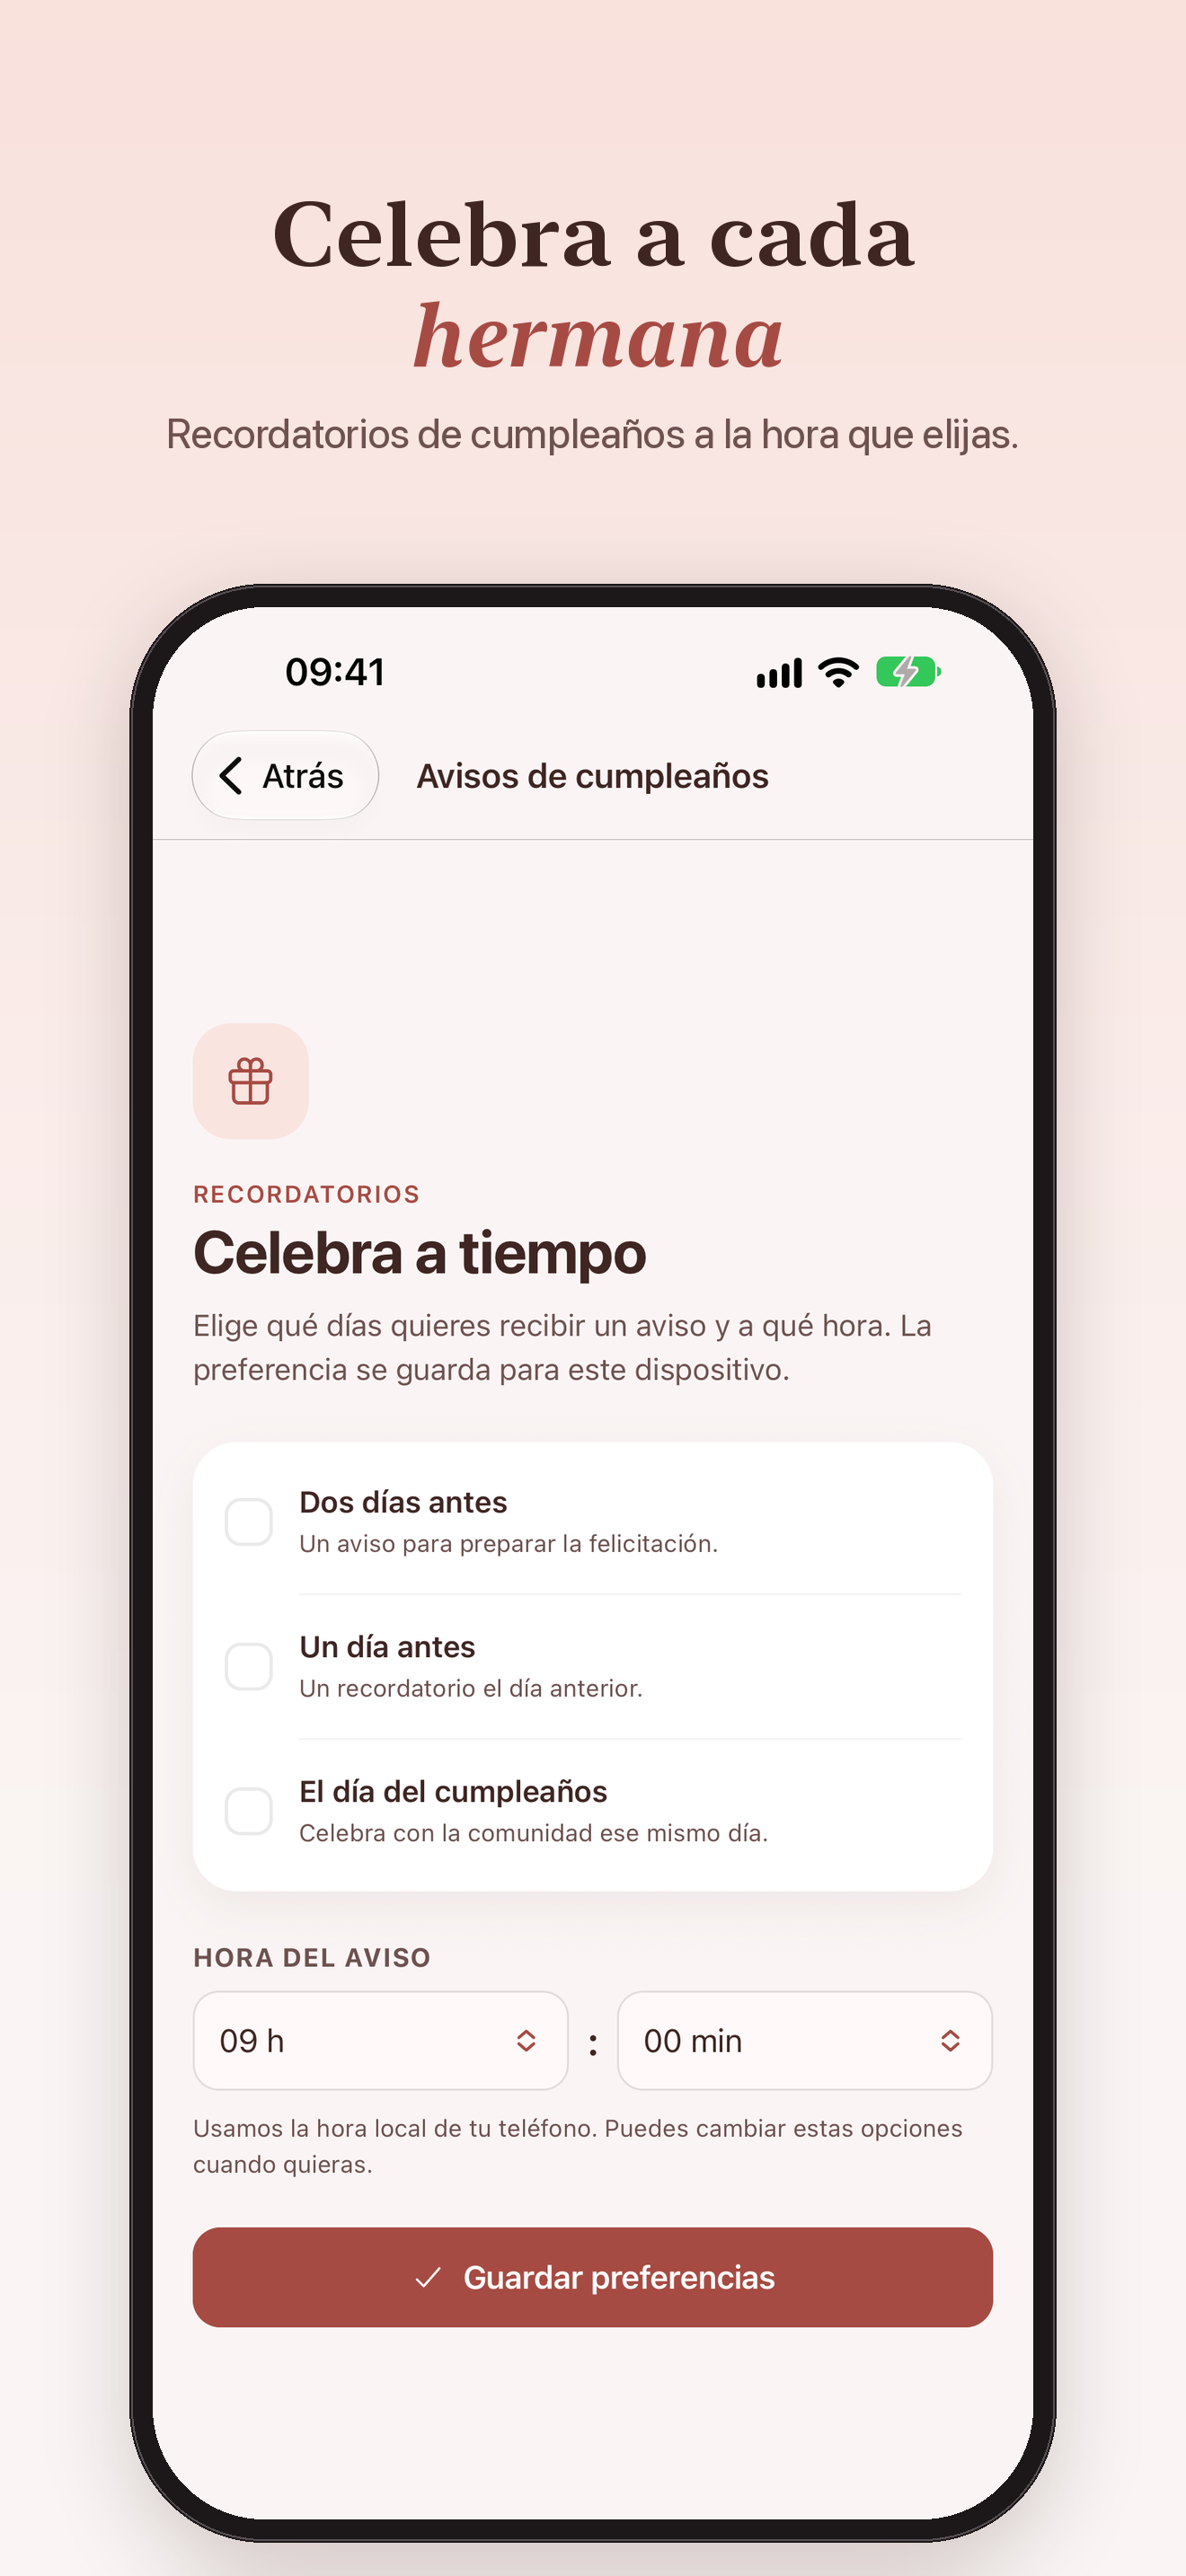 Celebra a cada
hermana
Recordatorios de cumpleaños a la hora que elijas.
09:41
Atrás
Avisos de cumpleaños
RECORDATORIOS
Celebra a tiempo
Elige qué días quieres recibir un aviso y a qué hora. La
preferencia se guarda para este dispositivo.
Dos días antes
Un aviso para preparar la felicitación.
Un día antes
Un recordatorio el día anterior.
El día del cumpleaños
Celebra con la comunidad ese mismo día.
HORA DEL AVISO
09 h : 00 min
Usamos la hora local de tu teléfono. Puedes cambiar estas opciones
cuando quieras.
Guardar preferencias